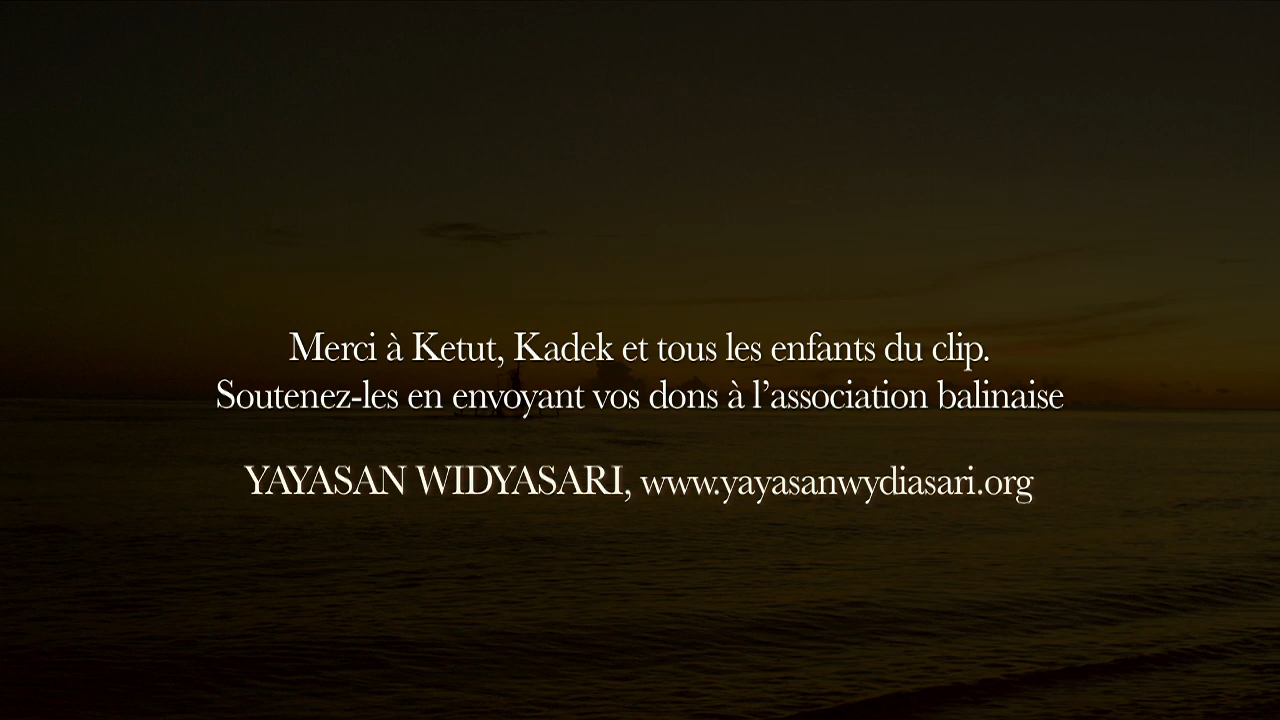 Merci à Ketut, Kadek et tous les enfants du clip.
Soutenez-les en envoyant vos dons à l’association balinaise
YAYASAN WIDYASARI, www.yayasanwydiasari.org